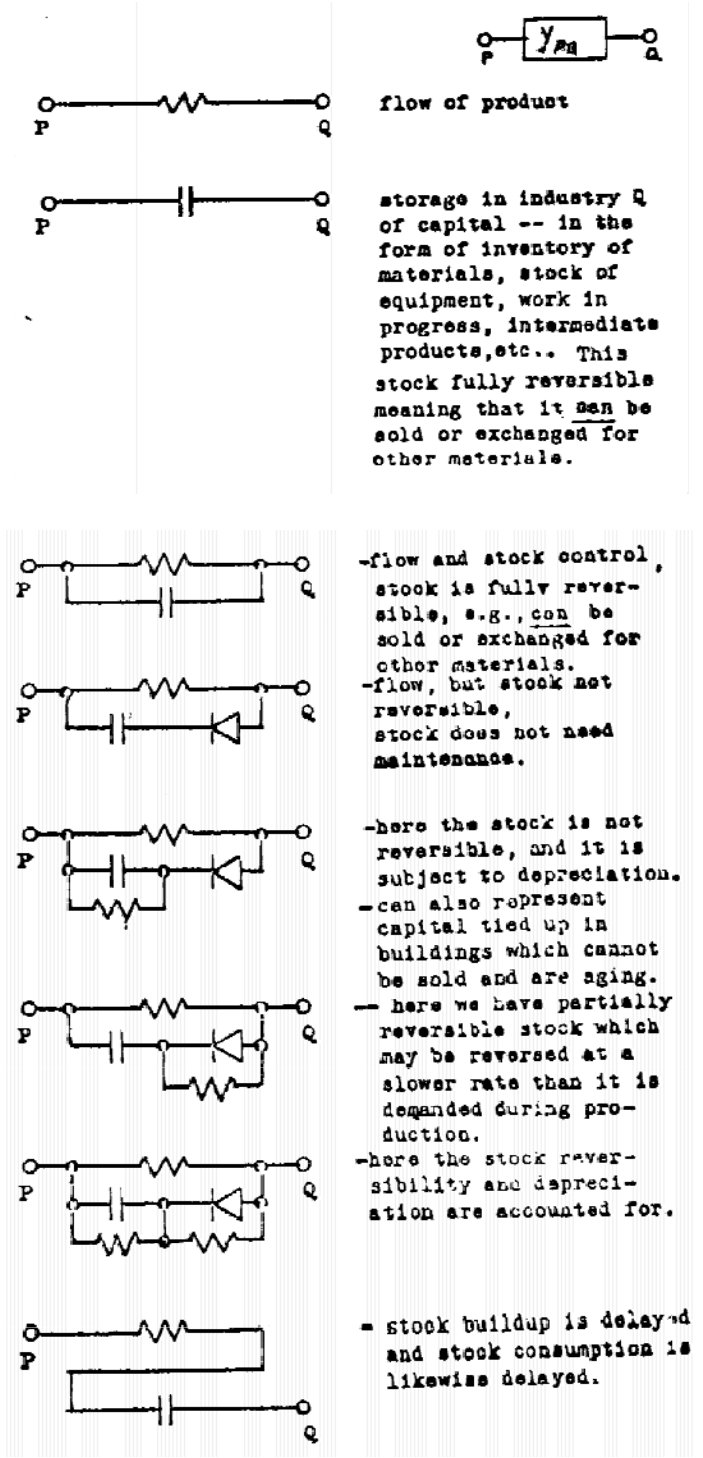 y_PQ
P Q
flow of product
P Q
storage in industry Q
P Q
of capital -- in the
form of inventory of
materials, stock of
equipment, work in
progress, intermediate
products,etc.. This
stock fully reversible
meaning that it can be
sold or exchanged for
other materials.
-flow and stock control,
P Q
stock is fully rever-
sible, e.g., can be
sold or exchanged for
other materials.
-flow, but stock not
P Q
reversible,
stock does not need
maintenance.
-here the stock is not
P Q
reversible, and it is
subject to depreciation.
-can also represent
capital tied up in
buildings which cannot
be sold and are aging.
-- here we have partially
P Q
reversible stock which
may be reversed at a
slower rate than it is
demanded during pro-
duction.
-here the stock rever-
P Q
sibility and depreci-
ation are accounted for.
- stock buildup is delayed
P
and stock consumption is
likewise delayed.
Q